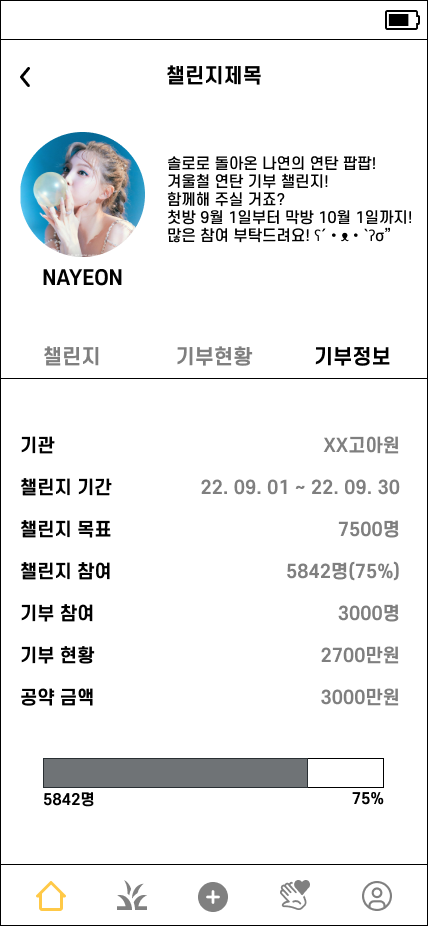 챌린지제목
솔로로 돌아온 나연의 연탄 팝팝!
겨울철 연탄 기부 챌린지!
함께해 주실 거죠?
첫방 9월 1일부터 막방 10월 1일까지!
많은 참여 부탁드려요! ʕ´•ᴥ•`ʔσ”
NAYEON
챌린지 기부현황 기부정보
기관 XX고아원
챌린지 기간 22. 09. 01 ~ 22. 09. 30
챌린지 목표 7500명
챌린지 참여 5842명(75%)
기부 참여 3000명
기부 현황 2700만원
공약 금액 3000만원
5842명 75%